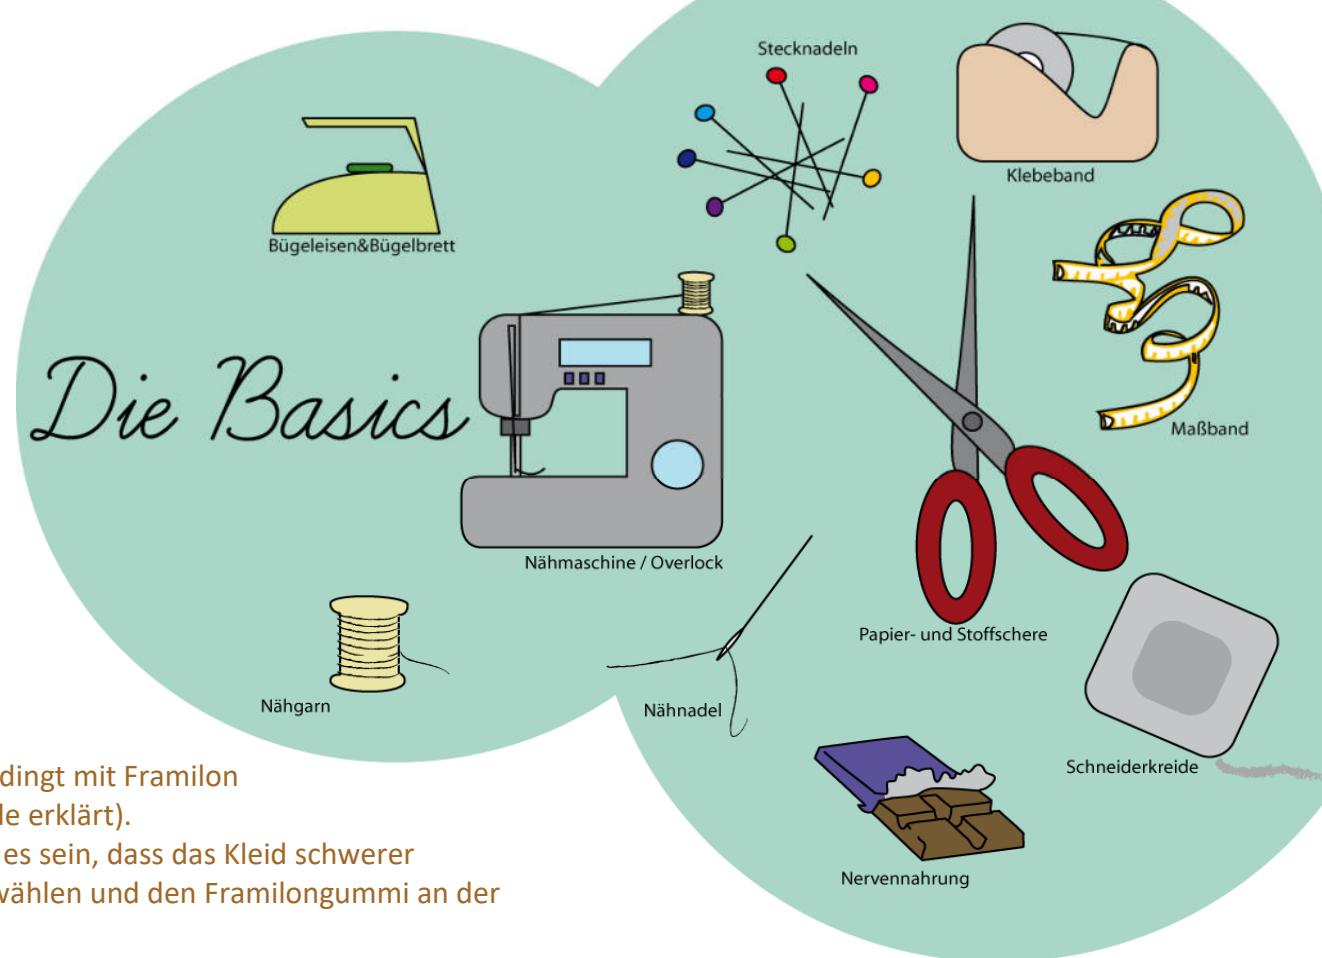 Stecknadeln
Klebeband
Bügeleisen&Bügelbrett
Die Basics
Maßband
Nähmaschine / Overlock
Papier- und Stoffschere
Nähgarn
Nähnadel
Schneiderkreide
Nervennahrung
dingt mit Framilon
le erklärt).
es sein, dass das Kleid schwerer
wählen und den Framilongummi an der